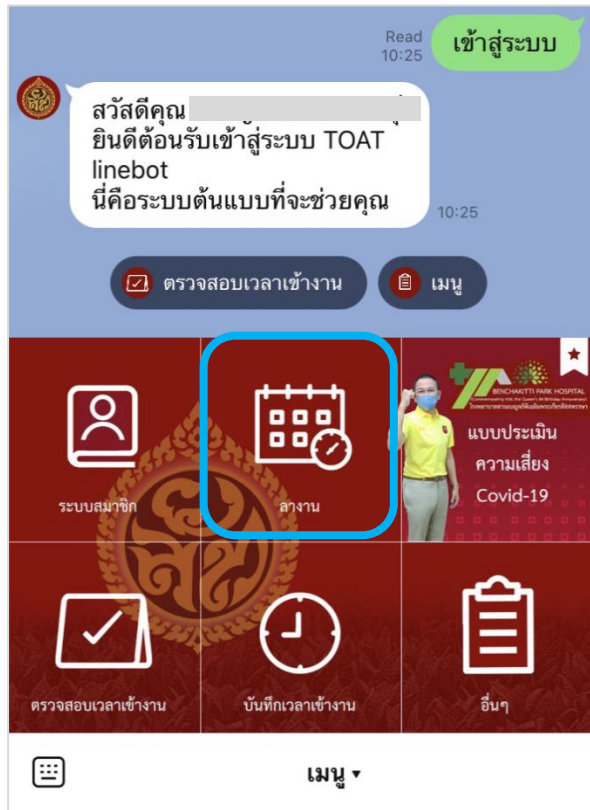 Read
10:25
เข้าสู่ระบบ
สวัสดีคุณ
ยินดีต้อนรับเข้าสู่ระบบ TOAT
linebot
นี่คือระบบต้นแบบที่จะช่วยคุณ
10:25
ตรวจสอบเวลาเข้างาน
เมนู
ระบบสมาชิก
ลางาน
BENCHAKITTI PARK HOSPITAL
แบบประเมิน
ความเสี่ยง
Covid-19
ตรวจสอบเวลาเข้างาน
บันทึกเวลาเข้างาน
อื่นๆ
เมนู